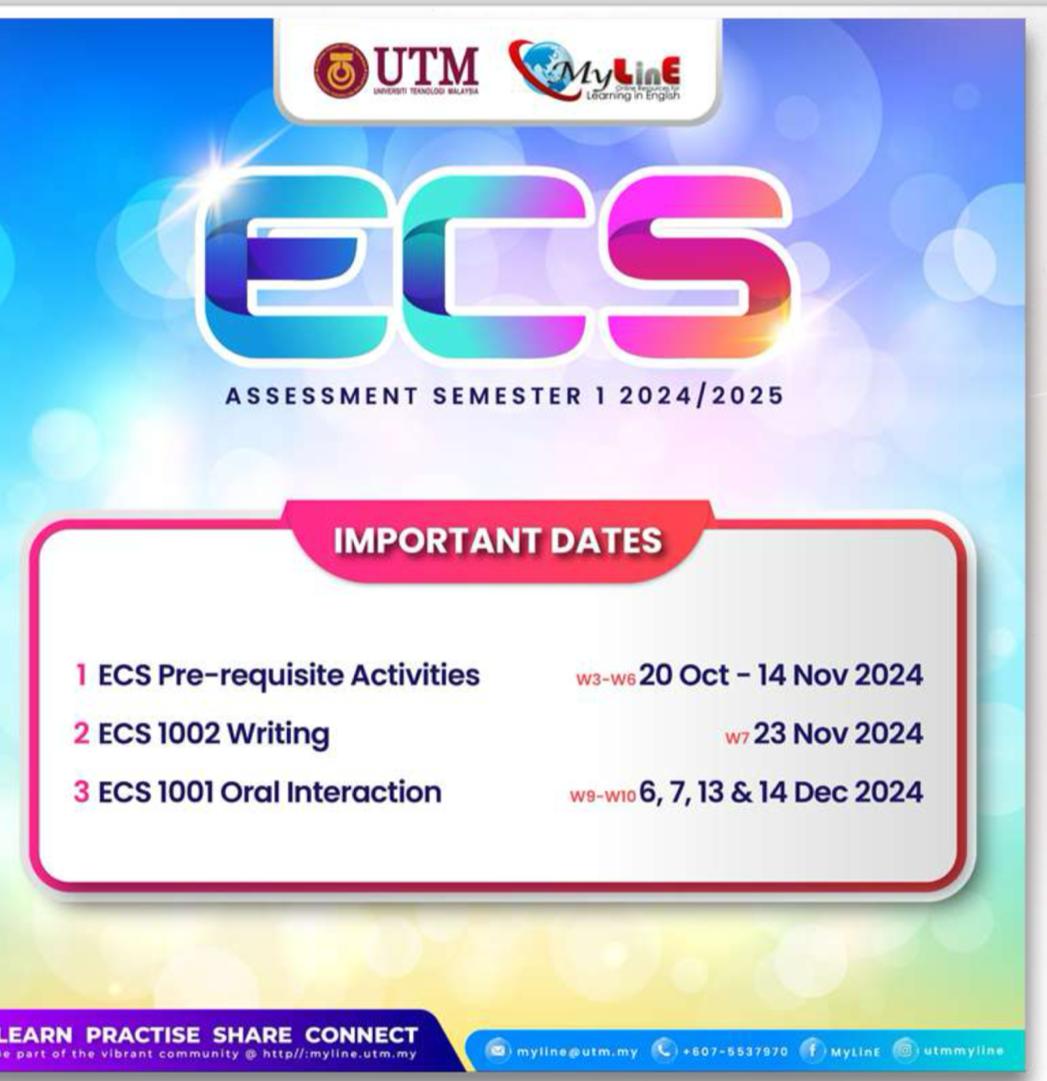 UTM
UNIVERSITI TEKNOLOGI MALAYSIA
MyLinE
Online Resources for
Learning in English
ECS
ASSESSMENT SEMESTER 1 2024/2025
IMPORTANT DATES
1 ECS Pre-requisite Activities W3-W6 20 Oct - 14 Nov 2024
2 ECS 1002 Writing W7 23 Nov 2024
3 ECS 1001 Oral Interaction W9-W10 6, 7, 13 & 14 Dec 2024
LEARN PRACTISE SHARE CONNECT
part of the vibrant community @ http//:myline.utm.my
myline@utm.my +607-5537970 MyLinE utmmyline